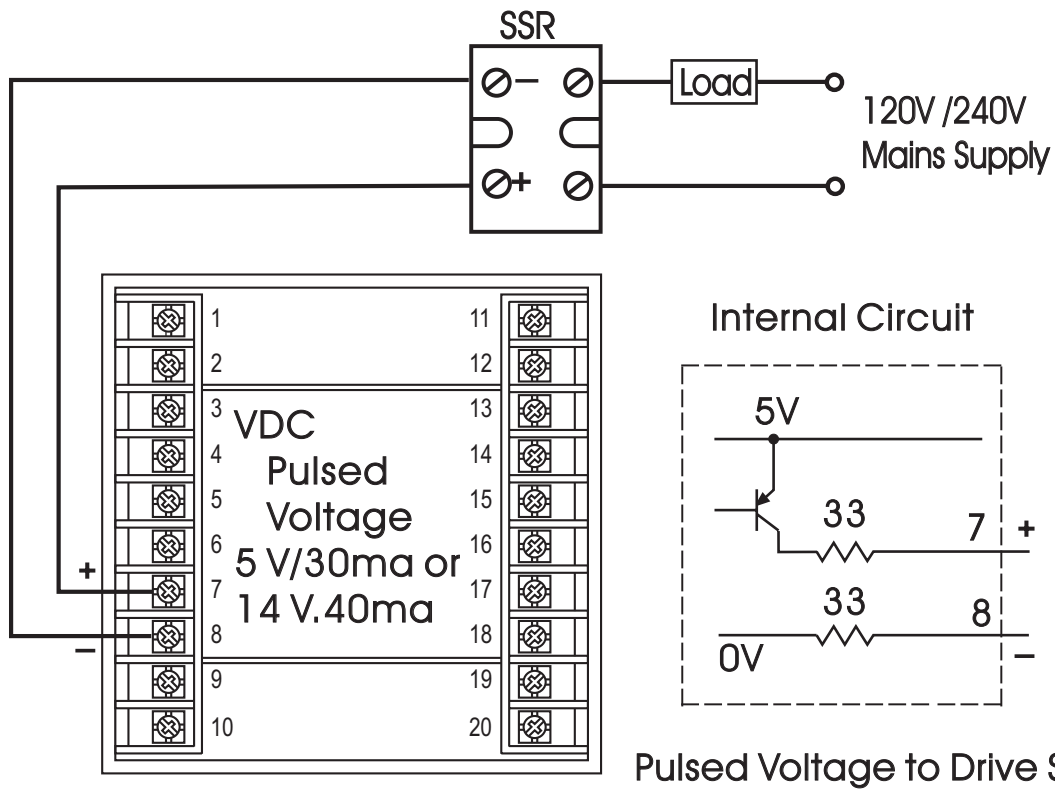 SSR
−
Load
120V /240V
Mains Supply
+
1
2
3
4
5
6
7
8
9
10
11
12
13
14
15
16
17
18
19
20
VDC
Pulsed
Voltage
5 V/30ma or
14 V.40ma
+
−
Internal Circuit
5V
33
7
+
33
8
0V
−
Pulsed Voltage to Drive